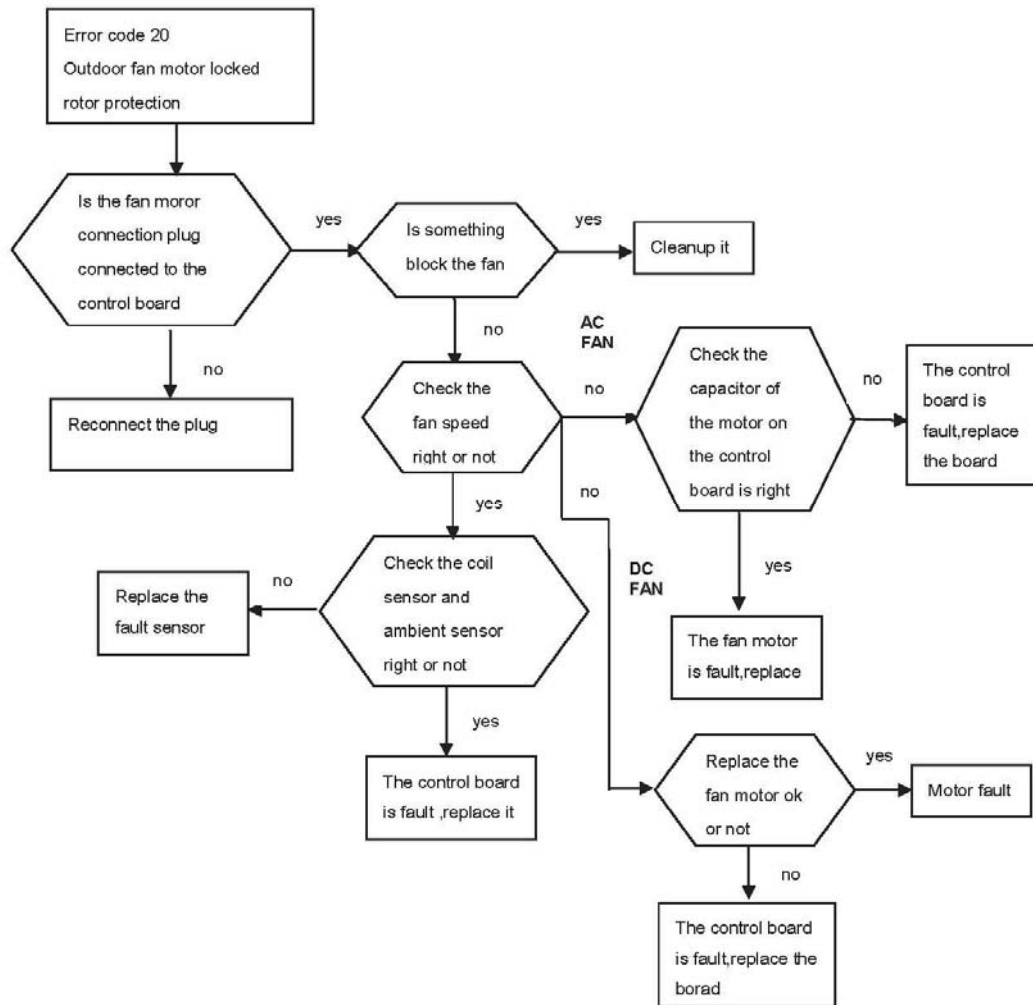 Error code 20
Outdoor fan motor locked
rotor protection
Is the fan moror
connection plug
connected to the
control board
yes
Is something
block the fan
yes
Cleanup it
no
Reconnect the plug
no
AC
FAN
Check the
fan speed
right or not
no
Check the
capacitor of
the motor on
the control
board is right
no
The control
board is
fault,replace
the board
yes
no
DC
FAN
yes
The fan motor
is fault,replace
Check the coil
sensor and
ambient sensor
right or not
no
Replace the
fault sensor
yes
The control board
is fault ,replace it
Replace the
fan motor ok
or not
yes
Motor fault
no
The control board
is fault,replace the
borad